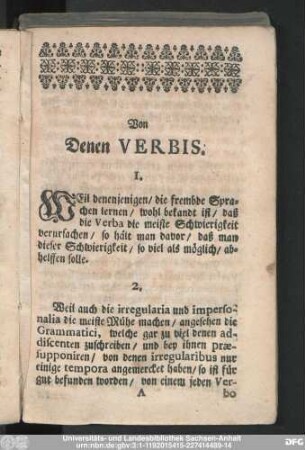 Von
Denen VERBIS.
1.
WEil denenjenigen / die frembde Spra-
chen lernen / wohl bekandt ist / daß
die Verba die meiste Schwierigkeit
verursachen / so hält man davor / daß man
dieser Schwierigkeit / so viel als möglich / ab-
helffen solle.
2.
Weil auch die irregularia und imperso-
nalia die meiste Mühe machen / angesehen die
Grammatici, welche gar zu viel denen ad-
discenten zuschreiben / und bey ihnen præ-
supponiren / von denen irregularibus nur
einige tempora angemercket haben / so ist für
gut befunden worden / von einem jeden Ver-
A bo
Universitäts- und Landesbibliothek Sachsen-Anhalt
urn:nbn:de:gbv:3:1-1192015415-227414489-14
DFG